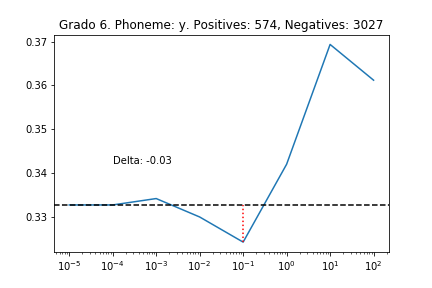 Grado 6. Phoneme: y. Positives: 574, Negatives: 3027
0.37
0.36
0.35
0.34
0.33
Delta: -0.03
10⁻⁵ 10⁻⁴ 10⁻³ 10⁻² 10⁻¹ 10⁰ 10¹ 10²